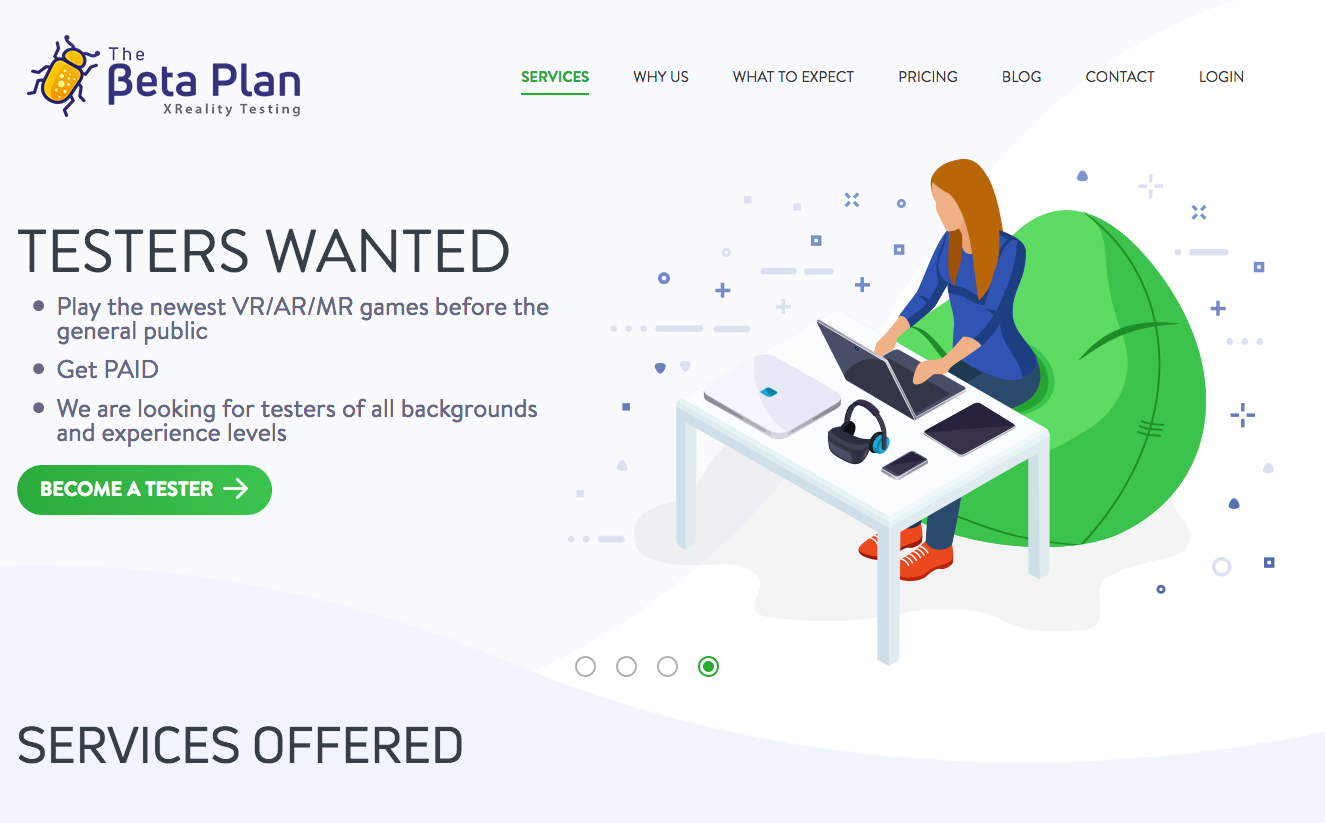 The
Beta Plan
XReality Testing
SERVICES WHY US WHAT TO EXPECT PRICING BLOG CONTACT LOGIN
TESTERS WANTED
Play the newest VR/AR/MR games before the
general public
Get PAID
We are looking for testers of all backgrounds
and experience levels
BECOME A TESTER
SERVICES OFFERED